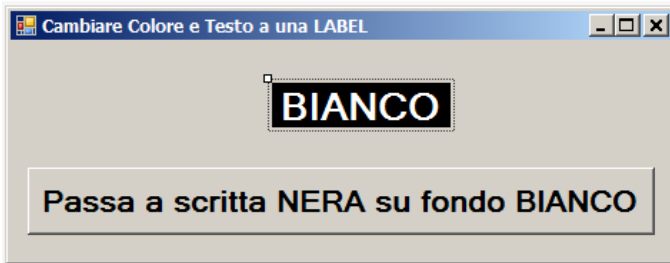 Cambiare Colore e Testo a una LABEL
BIANCO
Passa a scritta NERA su fondo BIANCO